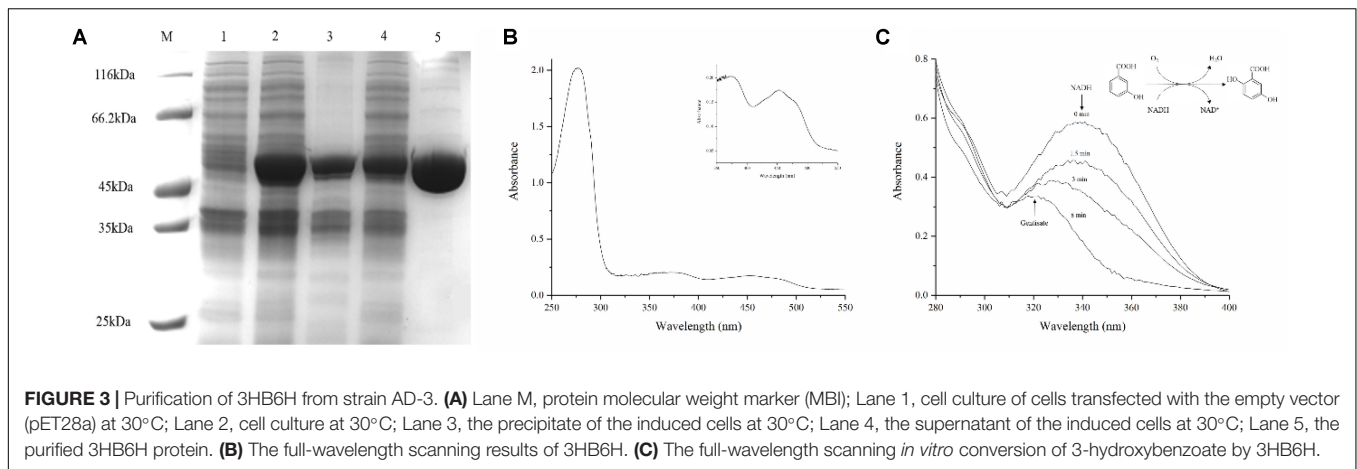 A
M 1 2 3 4 5
116kDa
66.2kDa
45kDa
35kDa
25kDa
B
2.0
1.5
1.0
0.5
0.0
250 300 350 400 450 500 550
Absorbance
Wavelength (nm)
Absorbance
Wavelength (nm)
C
0.8
0.6
0.4
0.2
0.0
280 300 320 340 360 380 400
Absorbance
Wavelength (nm)
NADH
0 min
1.5 min
3 min
6 min
COOH
OH
O₂
H₂O
NADH
NAD⁺
HO
COOH
OH
FIGURE 3 | Purification of 3HB6H from strain AD-3. (A) Lane M, protein molecular weight marker (MBI); Lane 1, cell culture of cells transfected with the empty vector
(pET28a) at 30°C; Lane 2, cell culture at 30°C; Lane 3, the precipitate of the induced cells at 30°C; Lane 4, the supernatant of the induced cells at 30°C; Lane 5, the
purified 3HB6H protein. (B) The full-wavelength scanning results of 3HB6H. (C) The full-wavelength scanning in vitro conversion of 3-hydroxybenzoate by 3HB6H.